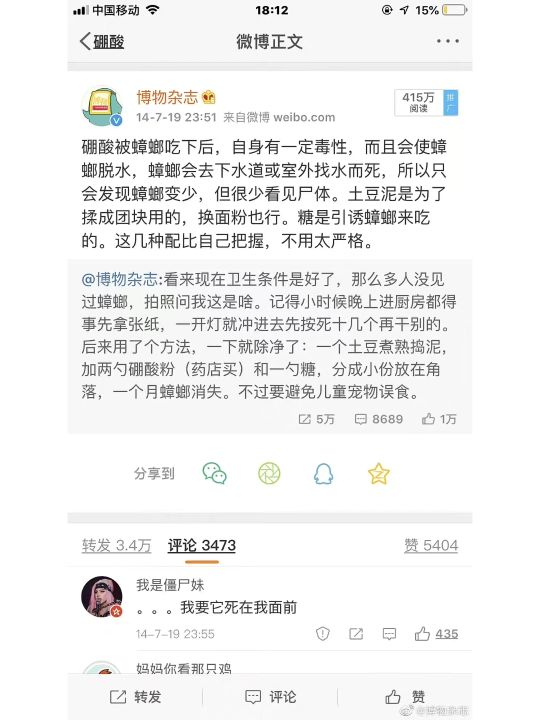 中国移动
18:12
15%
硼酸
微博正文
博物杂志
14-7-19 23:51 来自微博 weibo.com
415万
阅读
推广
硼酸被蟑螂吃下后，自身有一定毒性，而且会使蟑
螂脱水，蟑螂会去下水道或室外找水而死，所以只
会发现蟑螂变少，但很少看见尸体。土豆泥是为了
揉成团块用的，换面粉也行。糖是引诱蟑螂来吃
的。这几种配比自己把握，不用太严格。
@博物杂志:看来现在卫生条件是好了，那么多人没见
过蟑螂，拍照问我这是啥。记得小时候晚上进厨房都得
事先拿张纸，一开灯就冲进去先按死十几个再干别的。
后来用了个方法，一下就除净了：一个土豆煮熟捣泥，
加两勺硼酸粉（药店买）和一勺糖，分成小份放在角
落，一个月蟑螂消失。不过要避免儿童宠物误食。
5万 8689 1万
分享到
转发 3.4万 评论 3473 赞 5404
我是僵尸妹
。。。我要它死在我面前
14-7-19 23:55
435
妈妈你看那只鸡
转发 评论 赞
@博物杂志